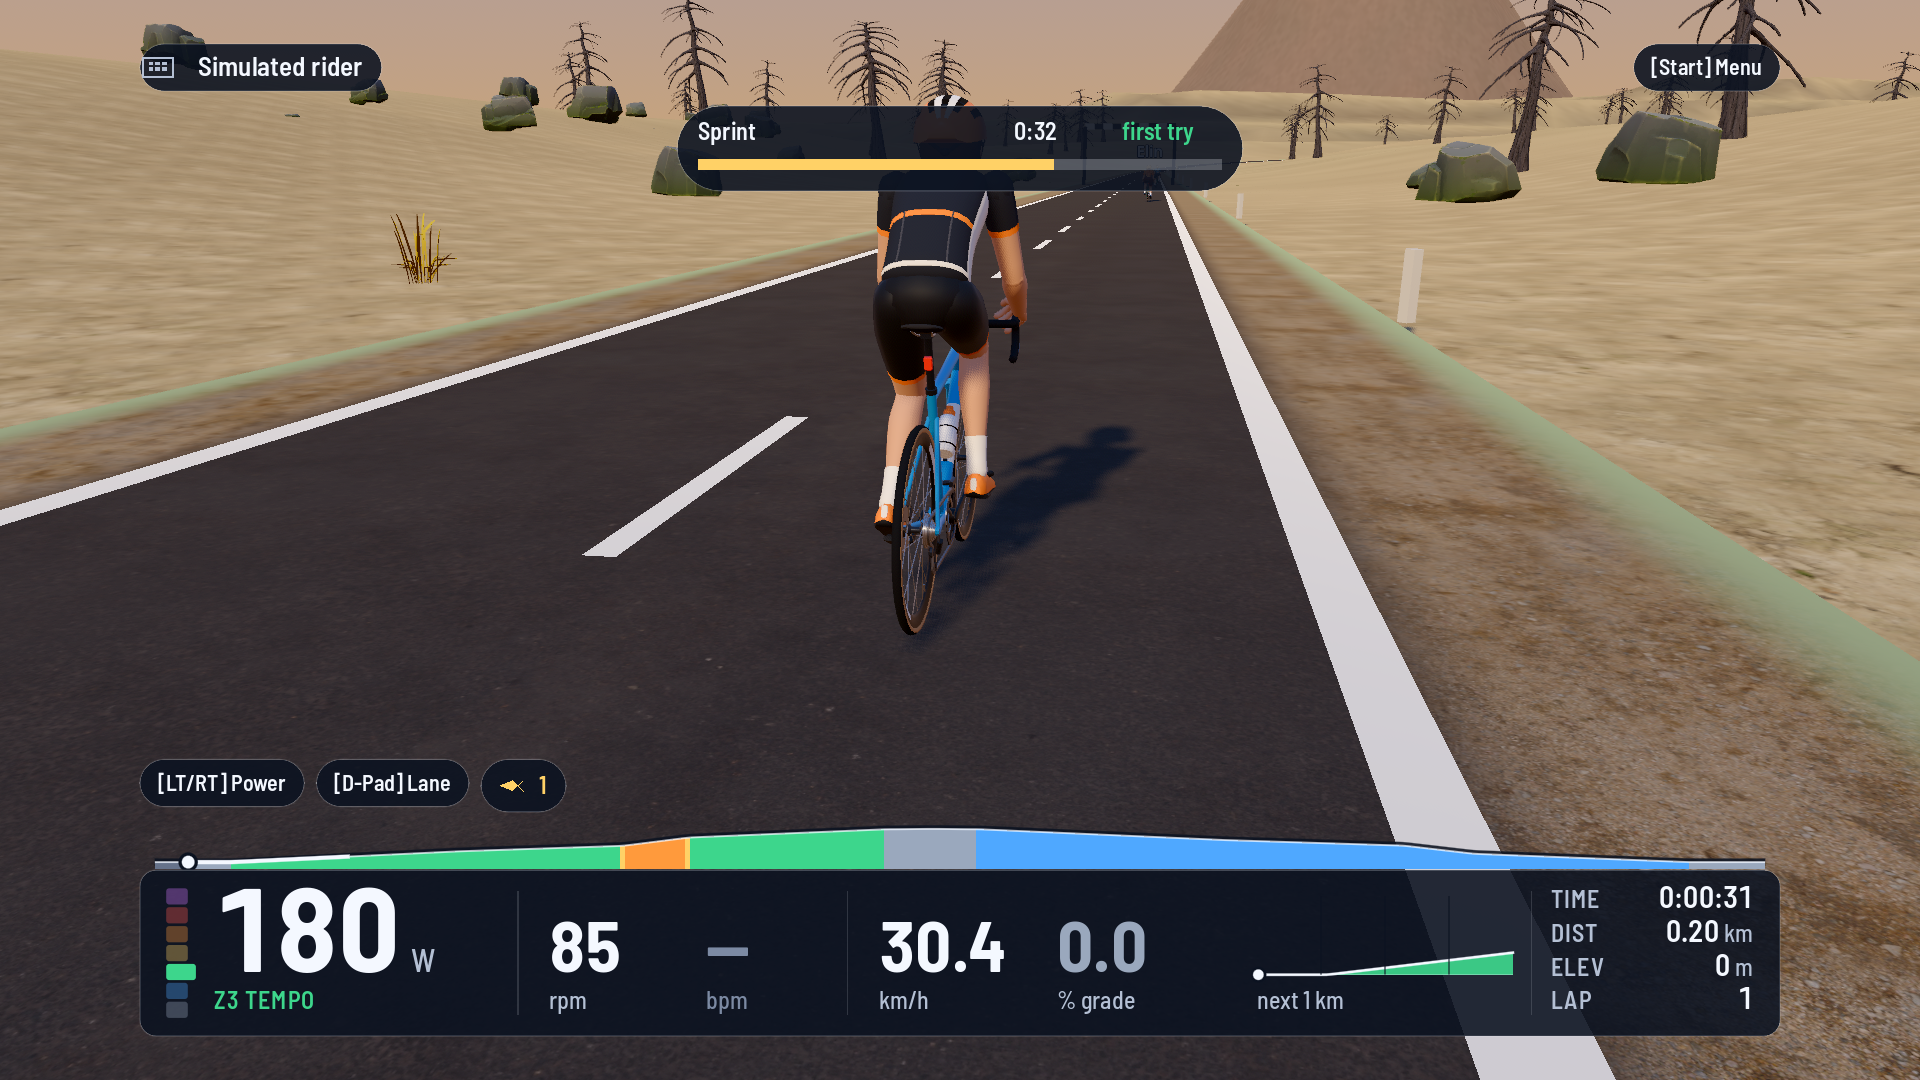 Simulated rider
[Start] Menu
Sprint 0:32 first try
[LT/RT] Power
[D-Pad] Lane
1
180 W
Z3 TEMPO
85
rpm
—
bpm
30.4
km/h
0.0
% grade
next 1 km
TIME 0:00:31
DIST 0.20 km
ELEV 0 m
LAP 1